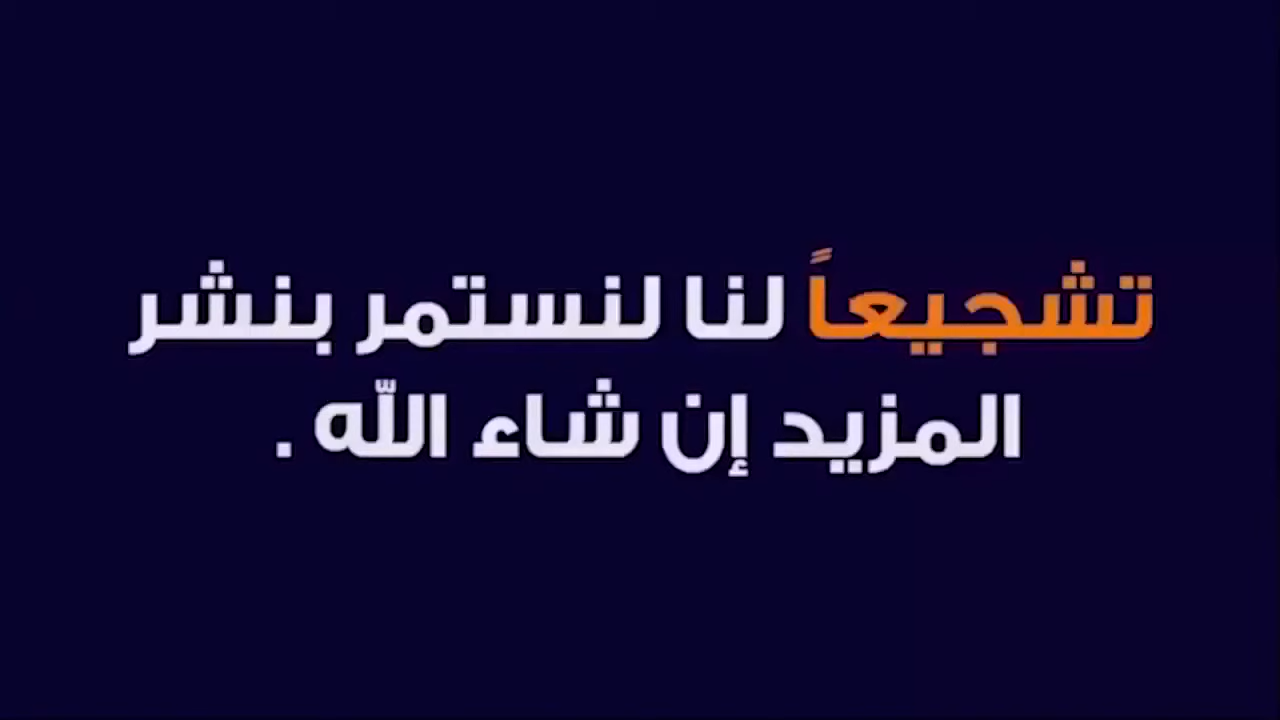 تشجيعاً لنا لنستمر بنشر
المزيد إن شاء اللّه .